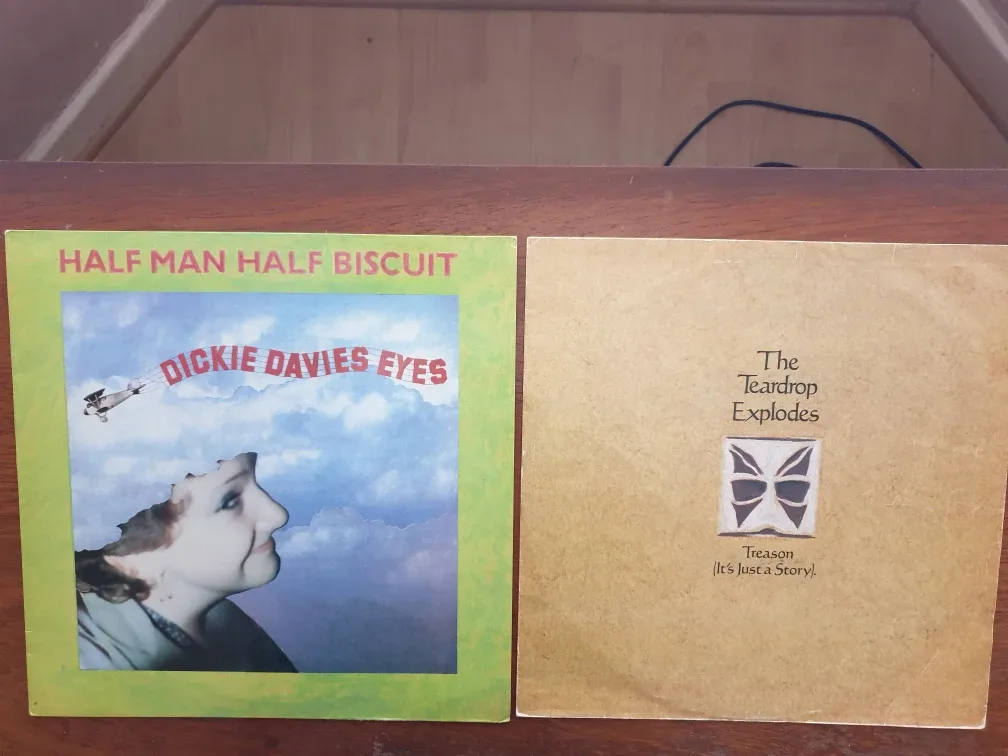 HALF MAN HALF BISCUIT
DICKIE DAVIES EYES
The
Teardrop
Explodes
Treason
(It's Just a Story).